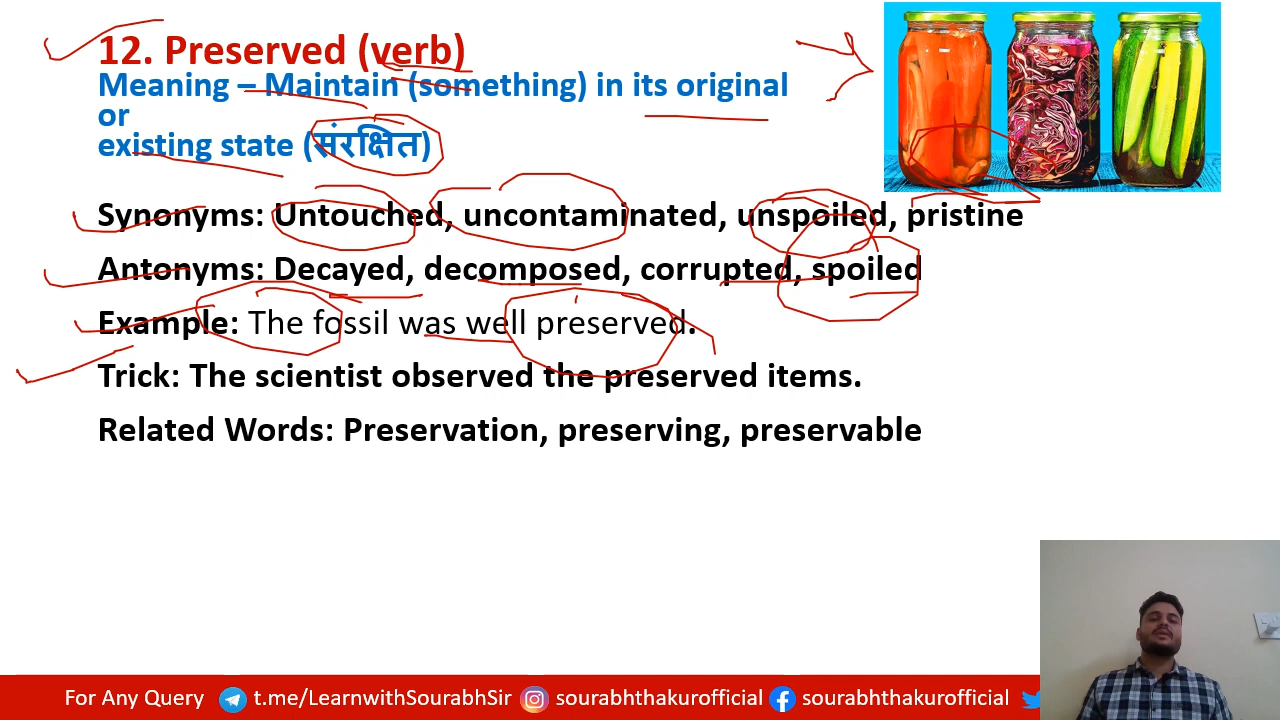 12. Preserved (verb)
Meaning – Maintain (something) in its original
or
existing state (संरक्षित)
Synonyms: Untouched, uncontaminated, unspoiled, pristine
Antonyms: Decayed, decomposed, corrupted, spoiled
Example: The fossil was well preserved.
Trick: The scientist observed the preserved items.
Related Words: Preservation, preserving, preservable
For Any Query t.me/LearnwithSourabhSir sourabhthakurofficial sourabhthakurofficial